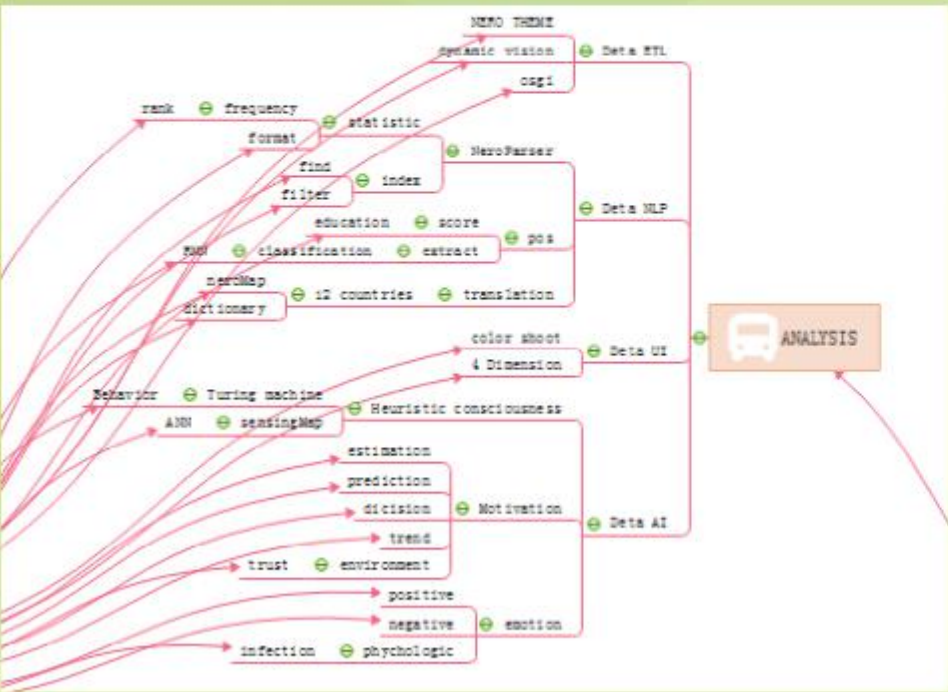 NERO THEME
dynamic vision
Deta ETL
osgi
rank
frequency
statistic
format
NeroParser
find
index
filter
Deta NLP
education
score
pos
classification
extract
neroMap
12 countries
translation
dictionary
color shoot
Deta UI
4 Dimension
ANALYSIS
Behavior
Turing machine
Heuristic consciousness
ANN
sensingMap
estimation
prediction
dicision
Motivation
trend
Deta AI
trust
environment
positive
negative
emotion
infection
phychologic